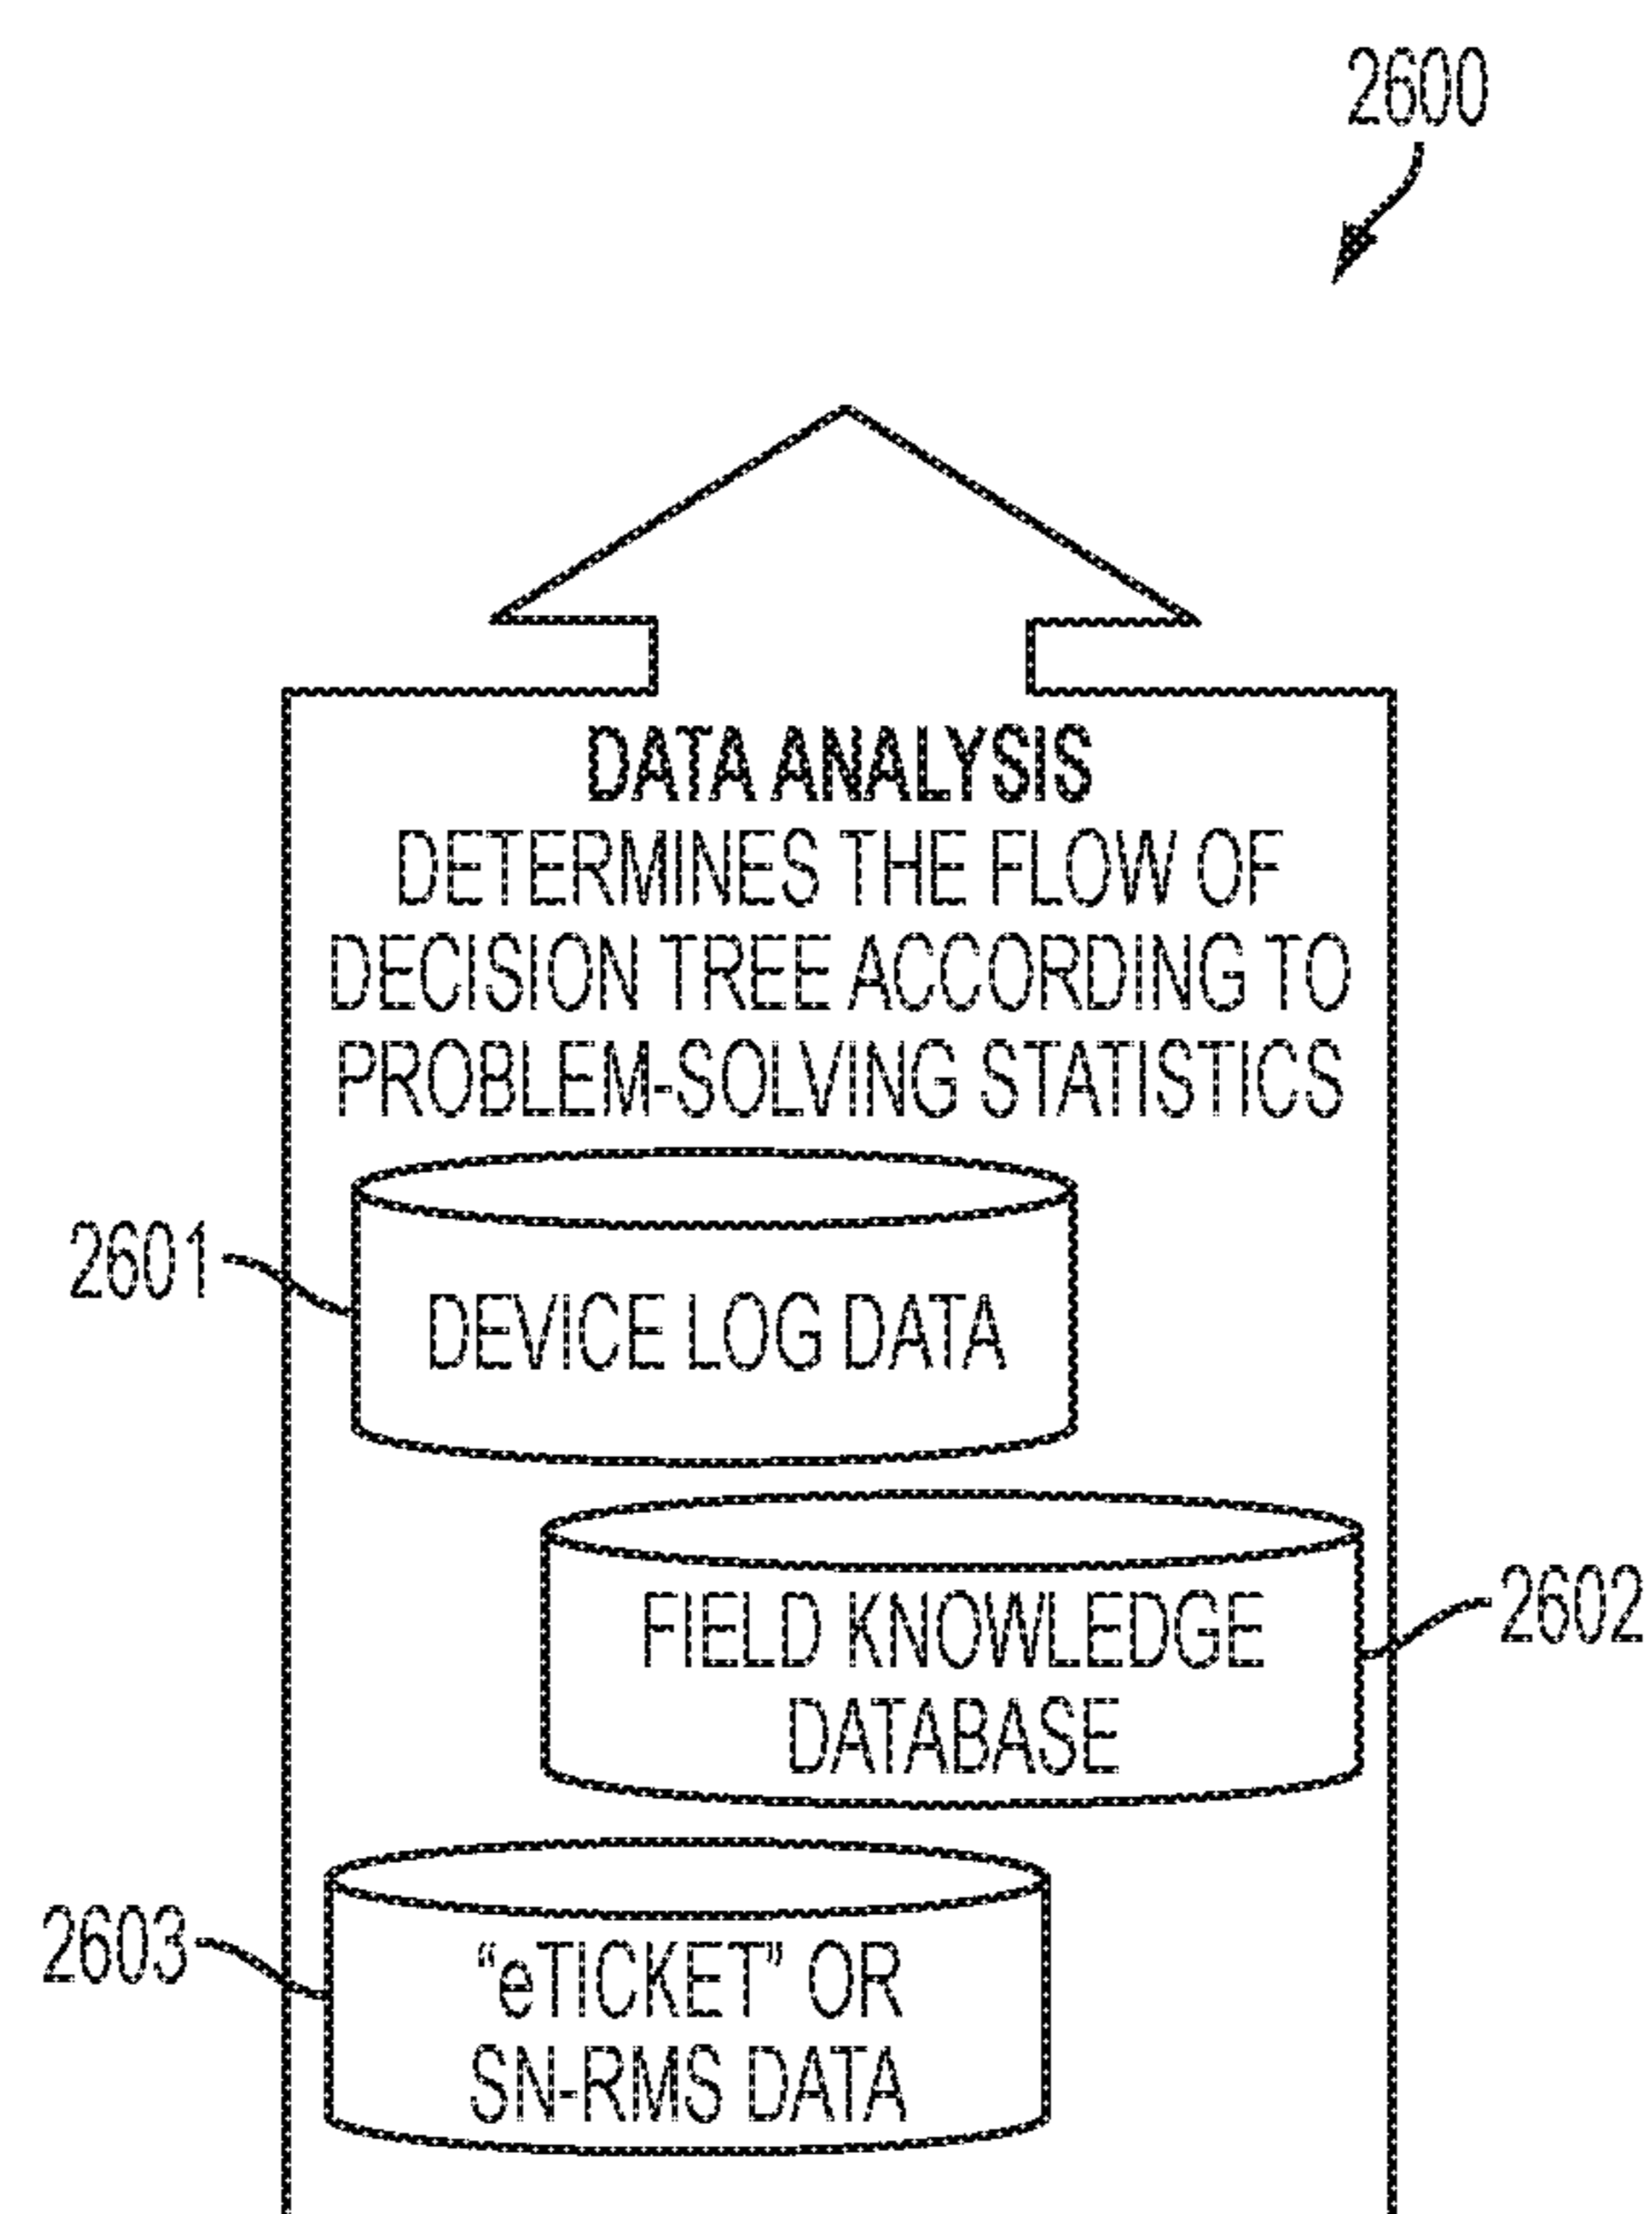 2600
DATA ANALYSIS
DETERMINES THE FLOW OF
DECISION TREE ACCORDING TO
PROBLEM-SOLVING STATISTICS
2601
DEVICE LOG DATA
FIELD KNOWLEDGE
DATABASE
2602
2603
“eTICKET” OR
SN-RMS DATA